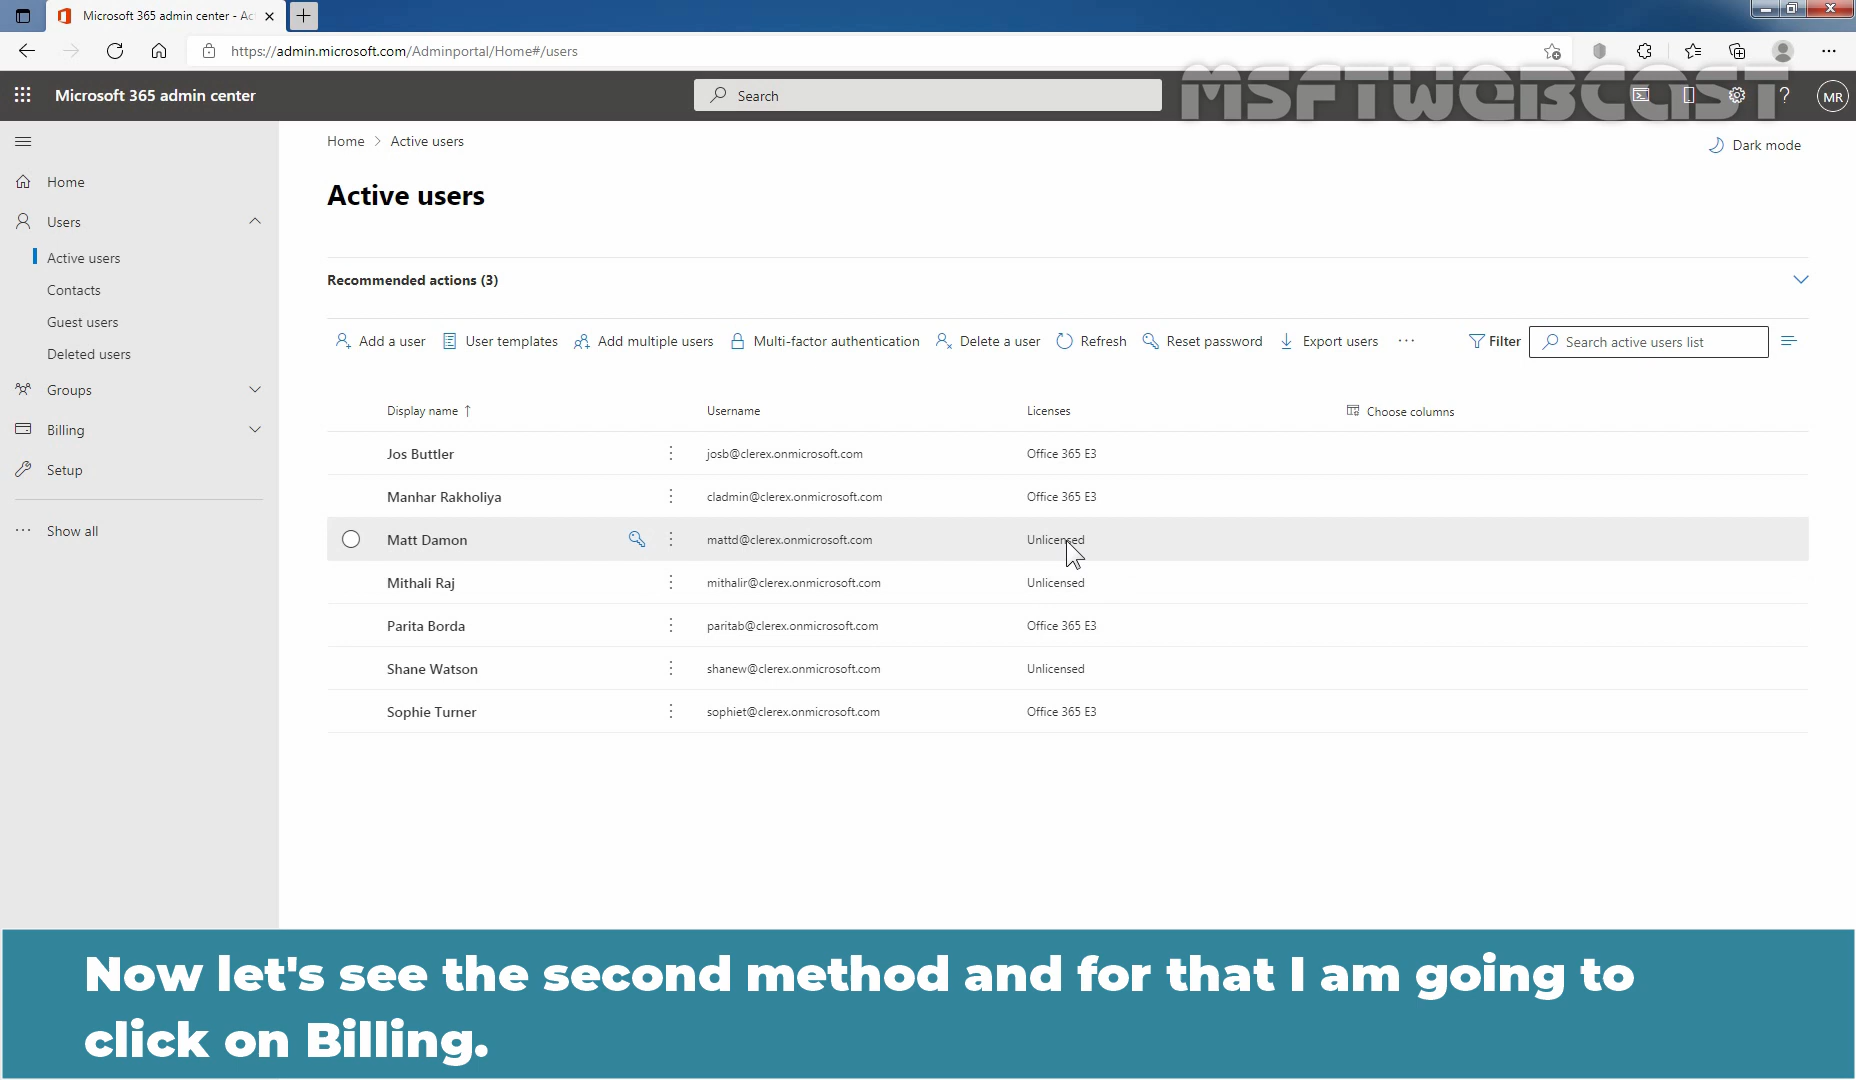 Microsoft 365 admin center - Ac
https://admin.microsoft.com/Adminportal/Home#/users
Microsoft 365 admin center
Search
MSFTWEBCAST
MR
Home > Active users
Dark mode
Home
Users
Active users
Contacts
Guest users
Deleted users
Groups
Billing
Setup
Show all
Active users
Recommended actions (3)
Add a user User templates Add multiple users Multi-factor authentication Delete a user Refresh Reset password Export users Filter Search active users list
Display name ↑ Username Licenses Choose columns
Jos Buttler josb@clerex.onmicrosoft.com Office 365 E3
Manhar Rakholiya cladmin@clerex.onmicrosoft.com Office 365 E3
Matt Damon mattd@clerex.onmicrosoft.com Unlicensed
Mithali Raj mithalir@clerex.onmicrosoft.com Unlicensed
Parita Borda paritab@clerex.onmicrosoft.com Office 365 E3
Shane Watson shanew@clerex.onmicrosoft.com Unlicensed
Sophie Turner sophiet@clerex.onmicrosoft.com Office 365 E3
Now let's see the second method and for that I am going to
click on Billing.